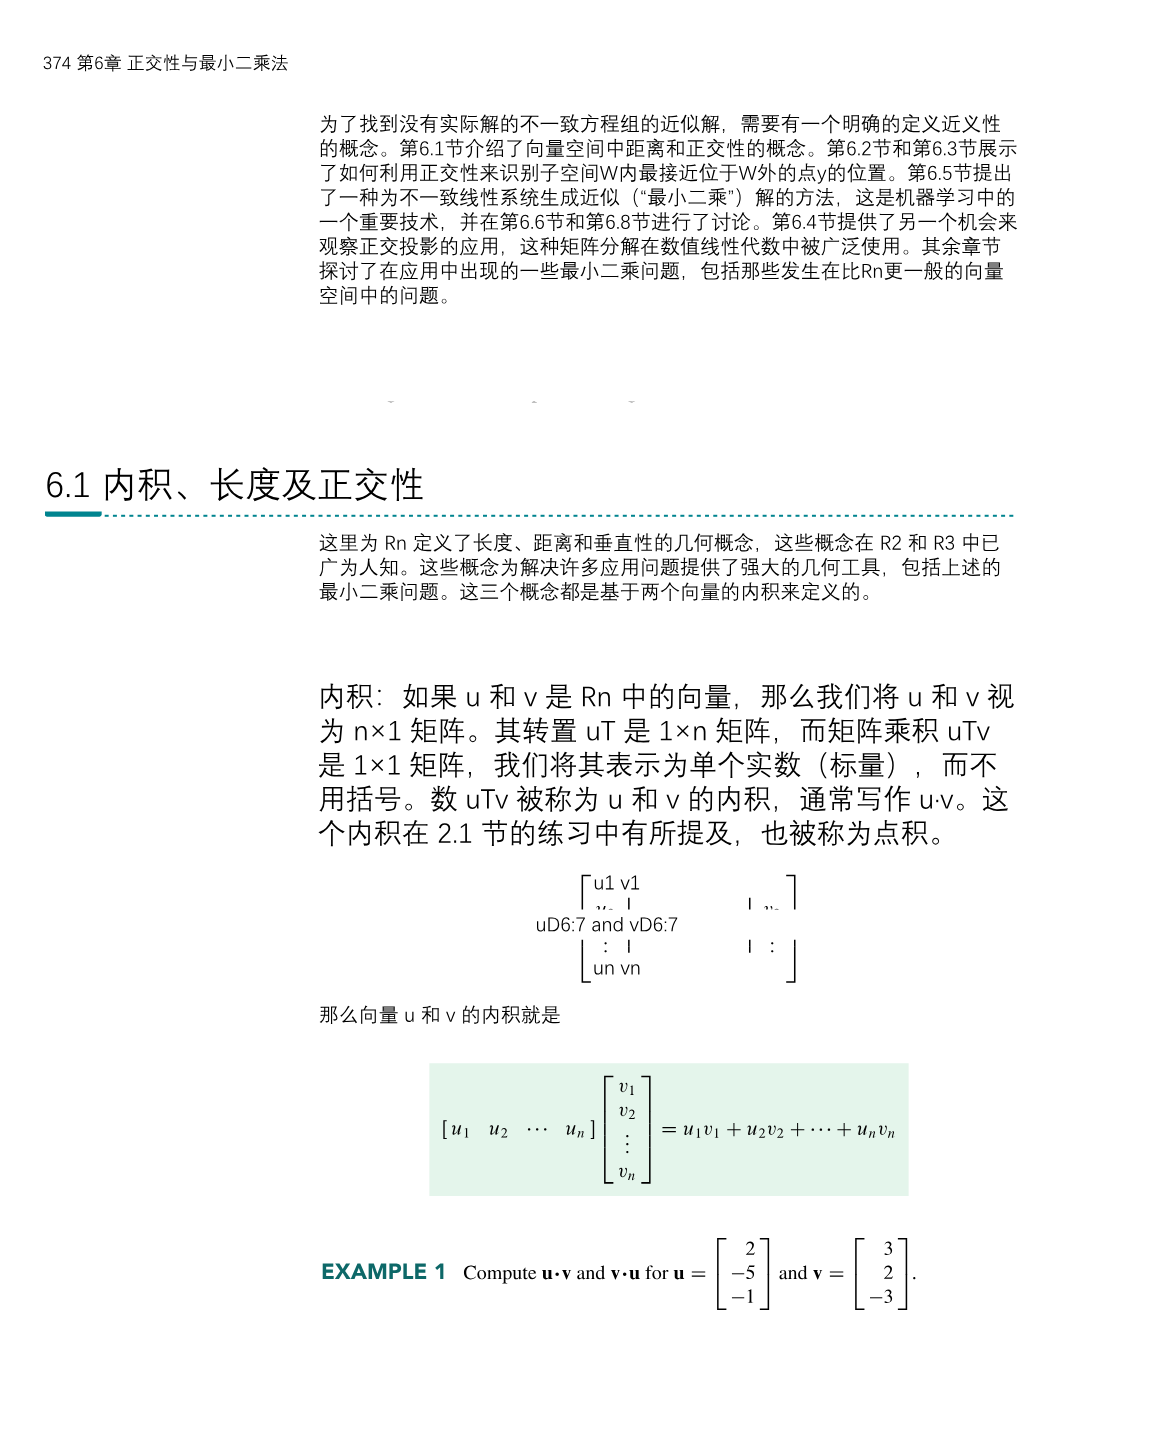 374 第6章 正交性与最小二乘法
为了找到没有实际解的不一致方程组的近似解，需要有一个明确的定义近义性
的概念。第6.1节介绍了向量空间中距离和正交性的概念。第6.2节和第6.3节展示
了如何利用正交性来识别子空间W内最接近位于W外的点y的位置。第6.5节提出
了一种为不一致线性系统生成近似（“最小二乘”）解的方法，这是机器学习中的
一个重要技术，并在第6.6节和第6.8节进行了讨论。第6.4节提供了另一个机会来
观察正交投影的应用，这种矩阵分解在数值线性代数中被广泛使用。其余章节
探讨了在应用中出现的一些最小二乘问题，包括那些发生在比Rn更一般的向量
空间中的问题。
6.1 内积、长度及正交性
这里为 Rn 定义了长度、距离和垂直性的几何概念，这些概念在 R2 和 R3 中已
广为人知。这些概念为解决许多应用问题提供了强大的几何工具，包括上述的
最小二乘问题。这三个概念都是基于两个向量的内积来定义的。
内积：如果 u 和 v 是 Rn 中的向量，那么我们将 u 和 v 视
为 n×1 矩阵。其转置 uT 是 1×n 矩阵，而矩阵乘积 uTv
是 1×1 矩阵，我们将其表示为单个实数（标量），而不
用括号。数 uTv 被称为 u 和 v 的内积，通常写作 u·v。这
个内积在 2.1 节的练习中有所提及，也被称为点积。
u1 v1
uD6:7 and vD6:7
: :
un vn
那么向量 u 和 v 的内积就是
[u1 u2 ⋯ un] [v1 v2 ⋮ vn] = u1v1 + u2v2 + ⋯ + unvn
EXAMPLE 1 Compute u·v and v·u for u = [2 −5 −1] and v = [3 2 −3].